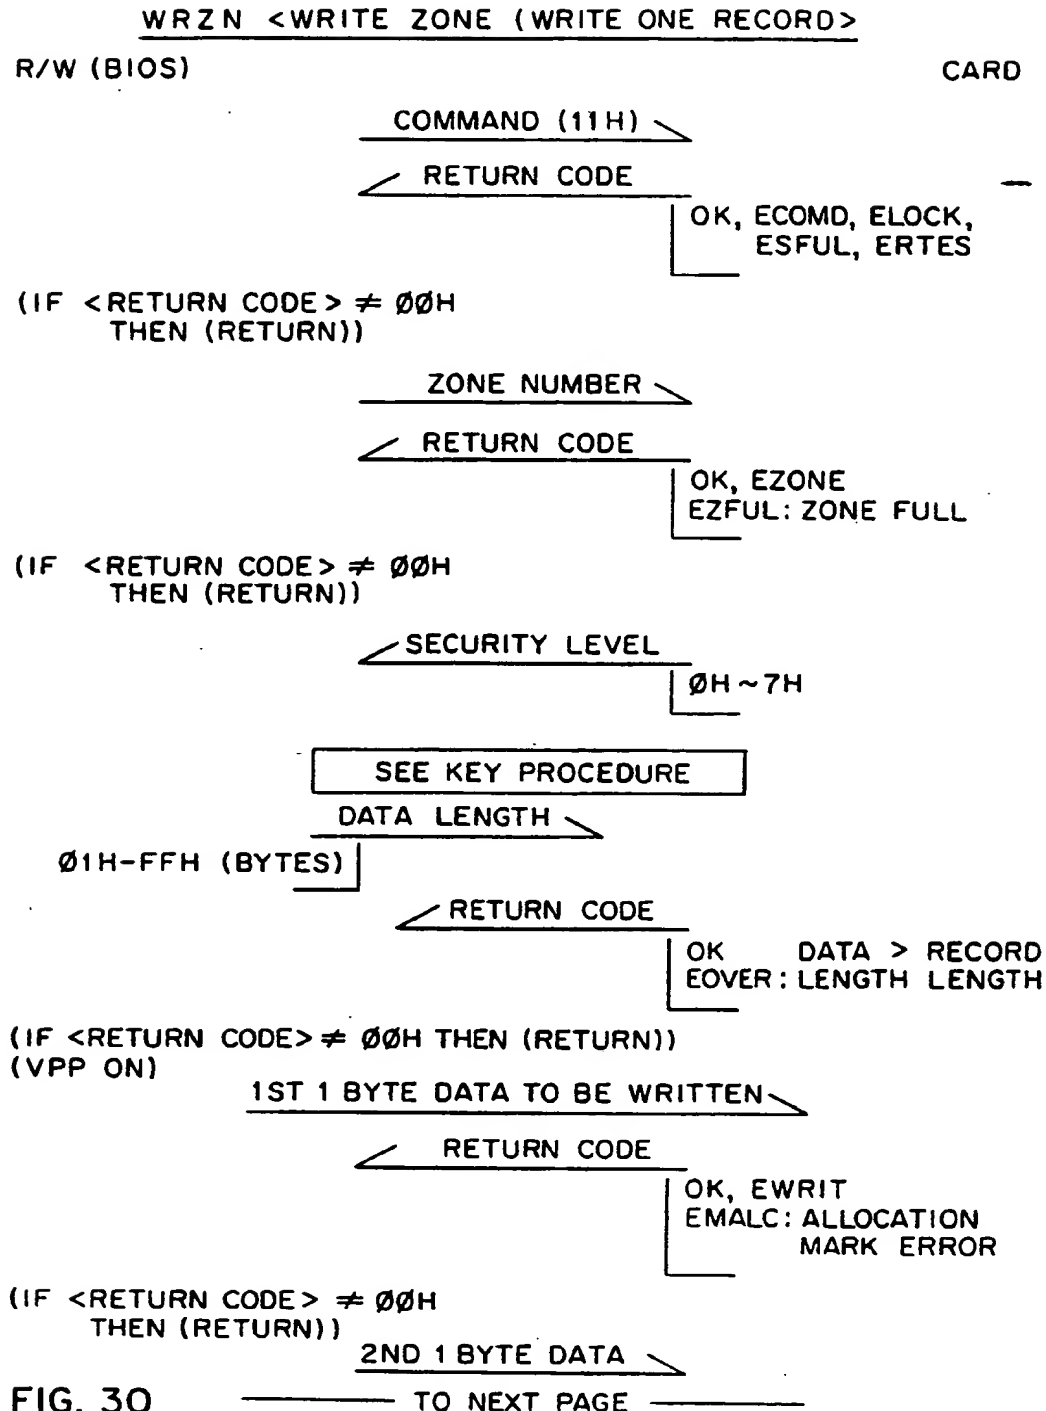 WRZN <WRITE ZONE (WRITE ONE RECORD>
R/W (BIOS) CARD
COMMAND (11H)
RETURN CODE
OK, ECOMD, ELOCK,
ESFUL, ERTES
(IF <RETURN CODE> ≠ ØØH
THEN (RETURN))
ZONE NUMBER
RETURN CODE
OK, EZONE
EZFUL: ZONE FULL
(IF <RETURN CODE> ≠ ØØH
THEN (RETURN))
SECURITY LEVEL
ØH~7H
SEE KEY PROCEDURE
DATA LENGTH
Ø1H-FFH (BYTES)
RETURN CODE
OK DATA > RECORD
EOVER: LENGTH LENGTH
(IF <RETURN CODE> ≠ ØØH THEN (RETURN))
(VPP ON)
1ST 1 BYTE DATA TO BE WRITTEN
RETURN CODE
OK, EWRIT
EMALC: ALLOCATION
MARK ERROR
(IF <RETURN CODE> ≠ ØØH
THEN (RETURN))
2ND 1 BYTE DATA
FIG. 30 TO NEXT PAGE